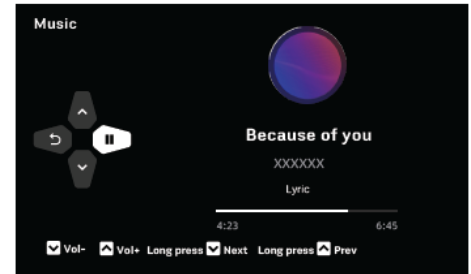 Music
Because of you
XXXXXX
Lyric
4:23 6:45
Vol- Vol+ Long press Next Long press Prev